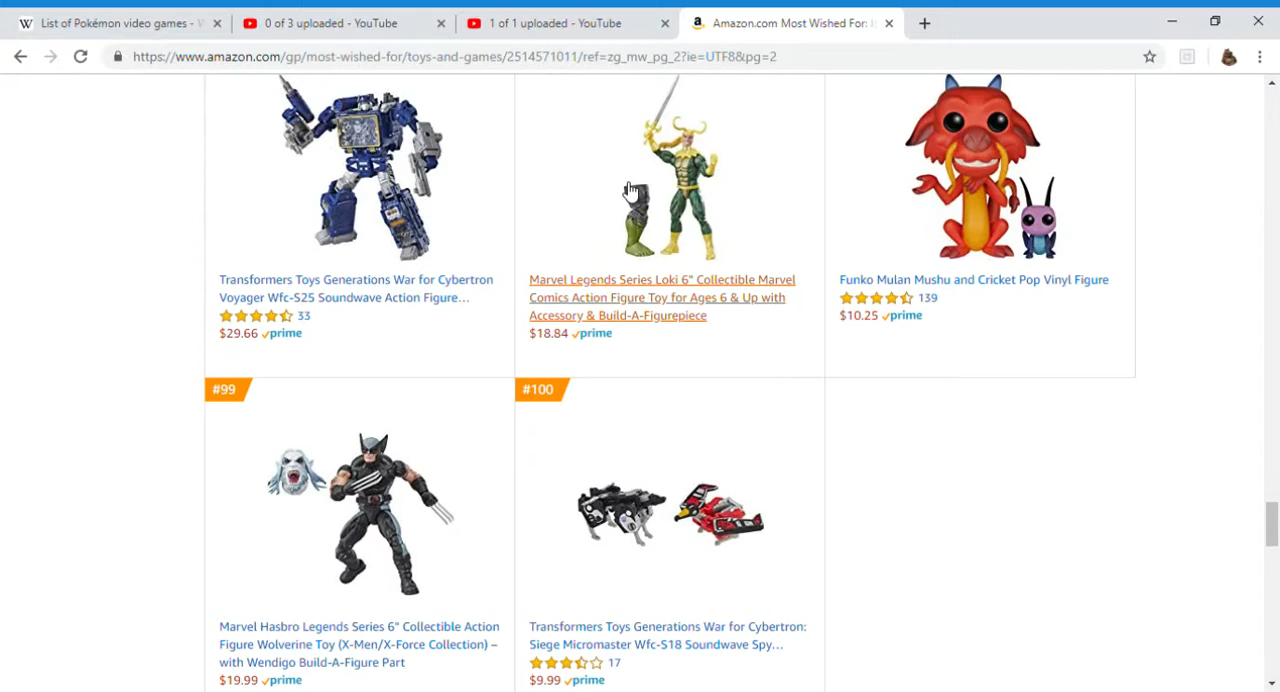 List of Pokémon video games - W
0 of 3 uploaded - YouTube
1 of 1 uploaded - YouTube
Amazon.com Most Wished For: It
https://www.amazon.com/gp/most-wished-for/toys-and-games/2514571011/ref=zg_mw_pg_2?ie=UTF8&pg=2
Transformers Toys Generations War for Cybertron
Voyager Wfc-S25 Soundwave Action Figure…
33
$29.66 prime
Marvel Legends Series Loki 6" Collectible Marvel
Comics Action Figure Toy for Ages 6 & Up with
Accessory & Build-A-Figurepiece
$18.84 prime
Funko Mulan Mushu and Cricket Pop Vinyl Figure
139
$10.25 prime
#99
Marvel Hasbro Legends Series 6" Collectible Action
Figure Wolverine Toy (X-Men/X-Force Collection) –
with Wendigo Build-A-Figure Part
$19.99 prime
#100
Transformers Toys Generations War for Cybertron:
Siege Micromaster Wfc-S18 Soundwave Spy…
17
$9.99 prime